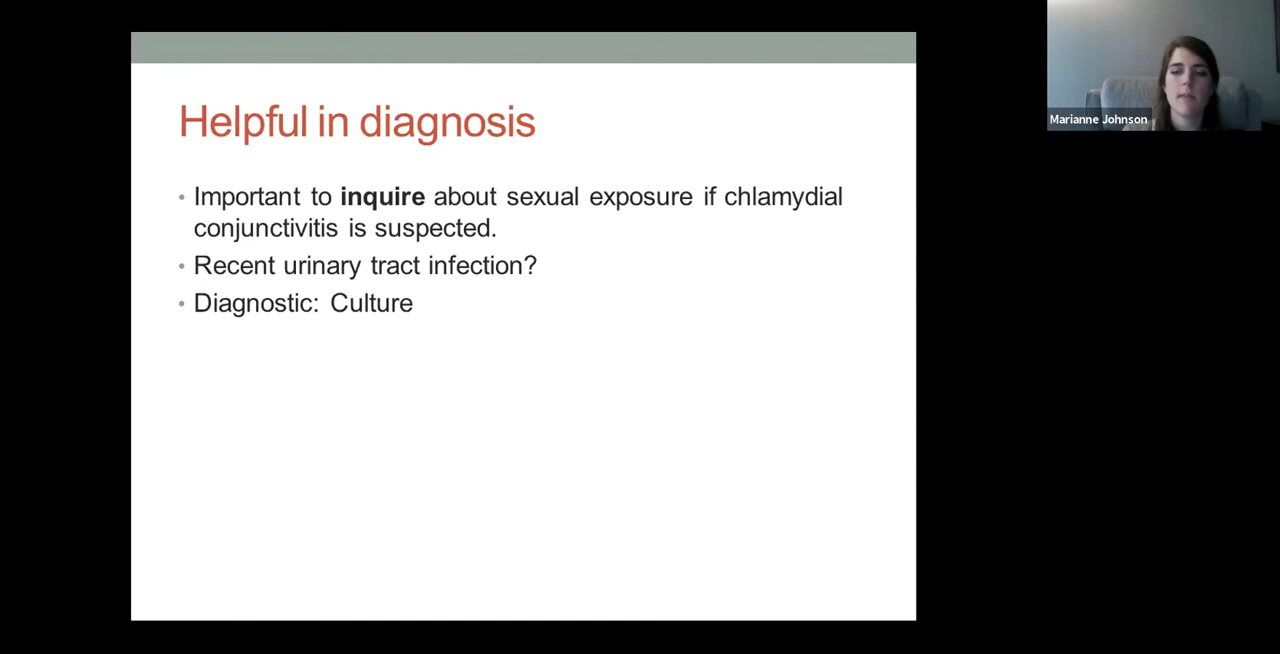 Helpful in diagnosis
• Important to inquire about sexual exposure if chlamydial
conjunctivitis is suspected.
• Recent urinary tract infection?
• Diagnostic: Culture
Marianne Johnson